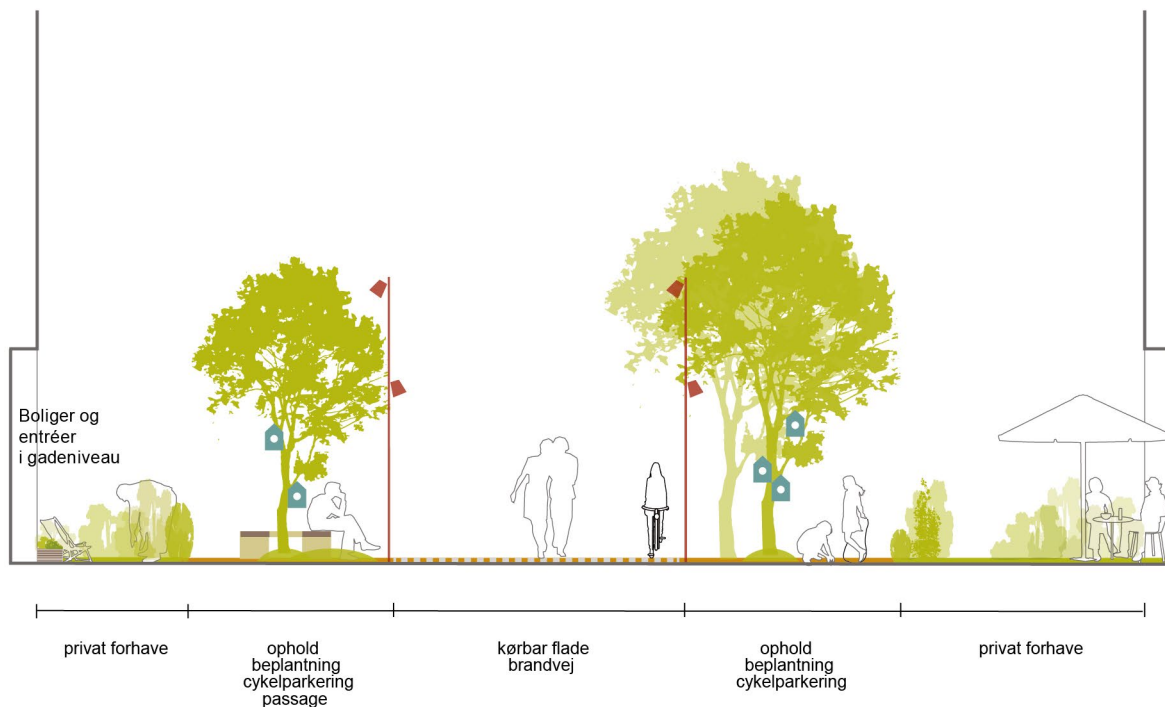 Boliger og
entréer
i gadeniveau
privat forhave
ophold
beplantning
cykelparkering
passage
kørbar flade
brandvej
ophold
beplantning
cykelparkering
privat forhave